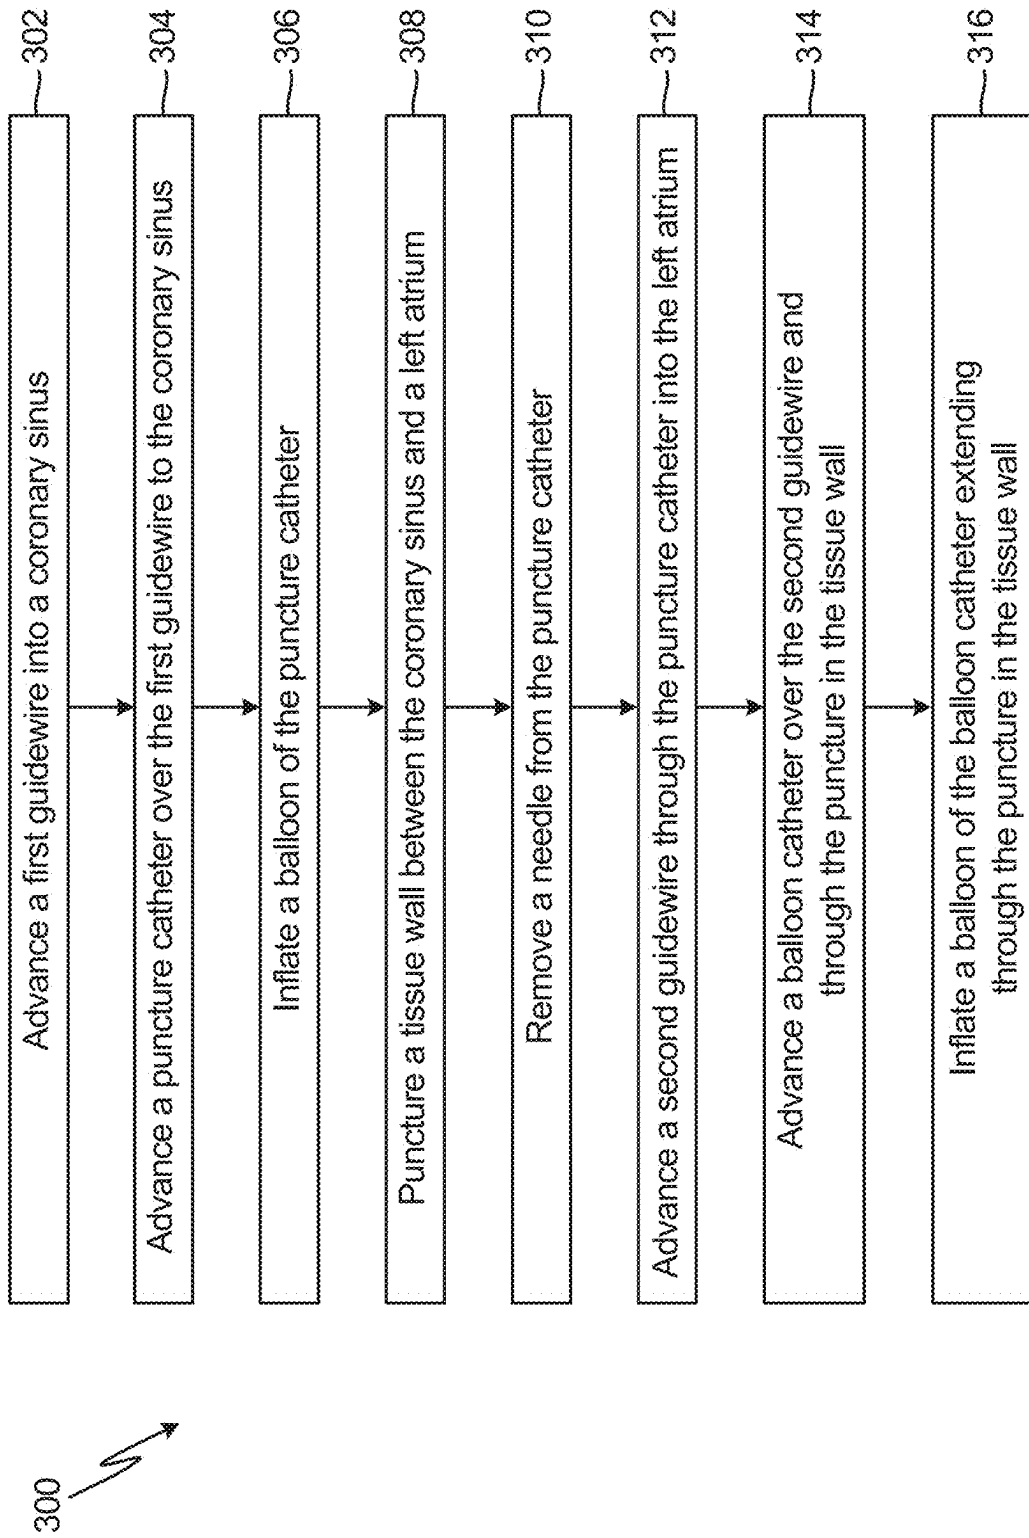 300
Advance a first guidewire into a coronary sinus
302
Advance a puncture catheter over the first guidewire to the coronary sinus
304
Inflate a balloon of the puncture catheter
306
Puncture a tissue wall between the coronary sinus and a left atrium
308
Remove a needle from the puncture catheter
310
Advance a second guidewire through the puncture catheter into the left atrium
312
Advance a balloon catheter over the second guidewire and
through the puncture in the tissue wall
314
Inflate a balloon of the balloon catheter extending
through the puncture in the tissue wall
316